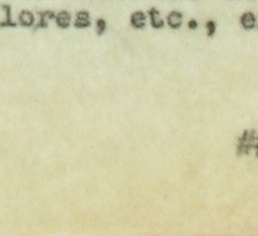 lores, etc., e
#